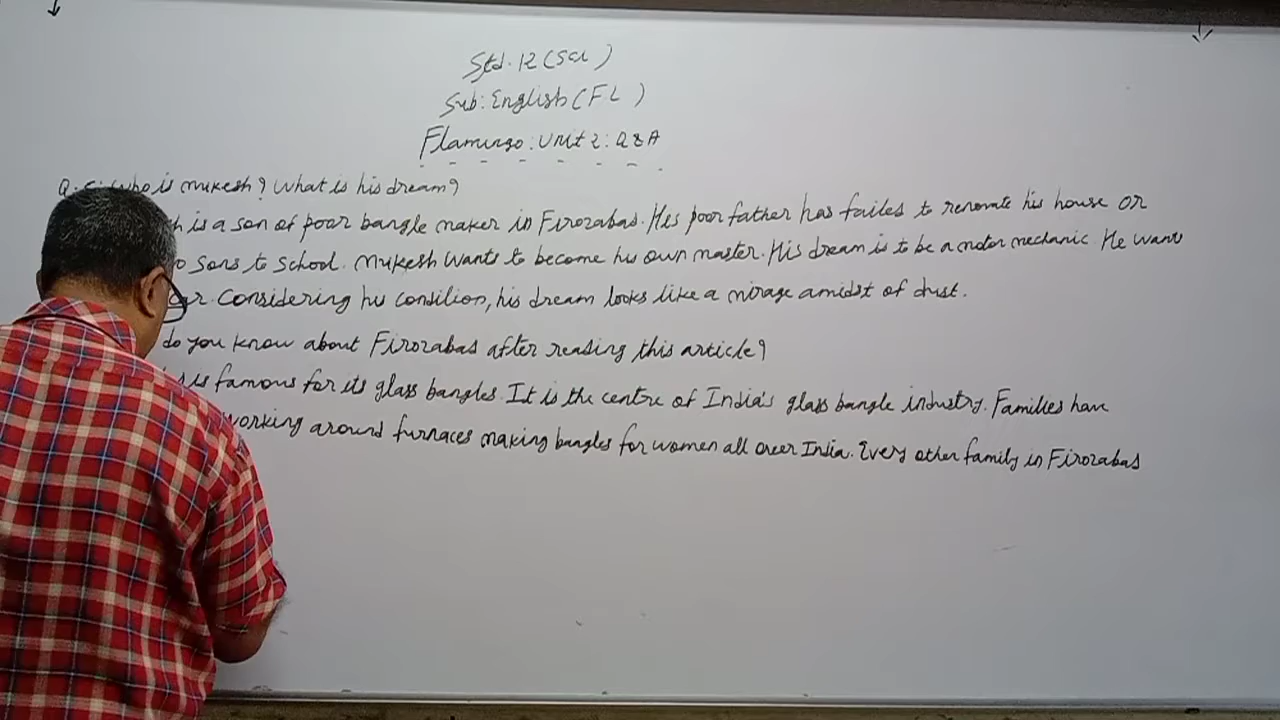 Std. 12 (Sci)
Sub: English (FL)
Flamingo: Unit 2: Q & A
is Mukesh? What is his dream?
is a son of poor bangle maker in Firozabad. His poor father has failed to renovate his house or
sons to school. Mukesh wants to become his own master. His dream is to be a motor mechanic. He wants
Considering his condition, his dream looks like a mirage amidst of dust.
do you know about Firozabad after reading this article?
is famous for its glass bangles. It is the centre of India's glass bangle industry. Families have
working around furnaces making bangles for women all over India. Every other family in Firozabad